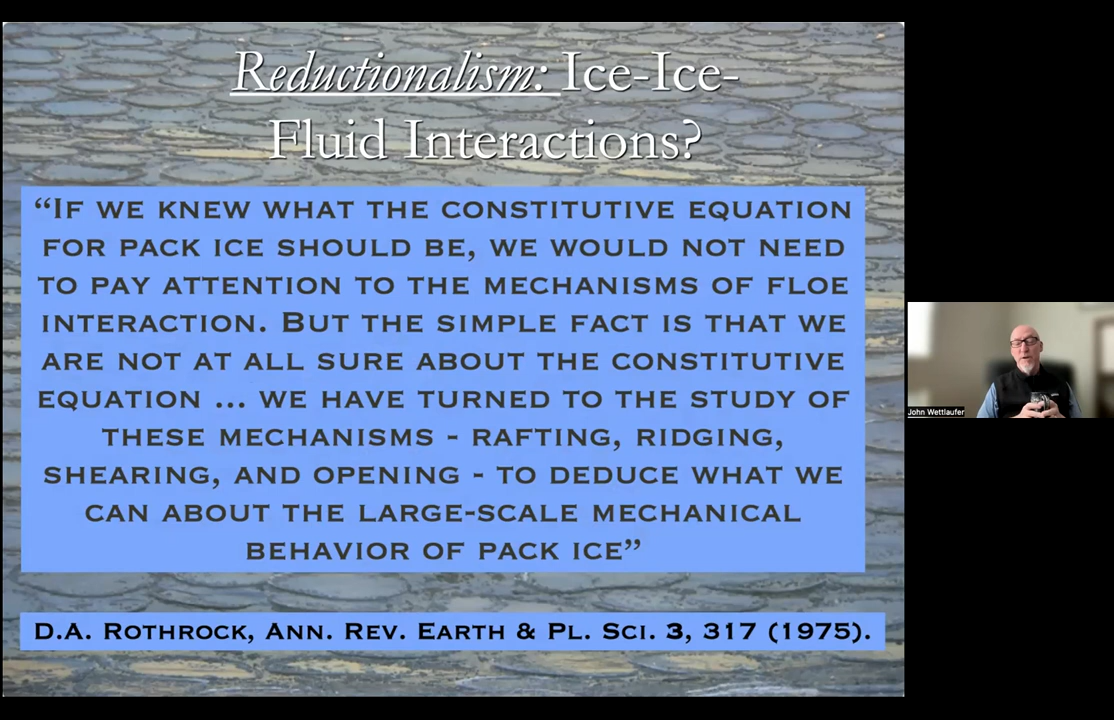 Reductionalism: Ice-Ice-
Fluid Interactions?
“If we knew what the constitutive equation
for pack ice should be, we would not need
to pay attention to the mechanisms of floe
interaction. But the simple fact is that we
are not at all sure about the constitutive
equation ... we have turned to the study of
these mechanisms - rafting, ridging,
shearing, and opening - to deduce what we
can about the large-scale mechanical
behavior of pack ice”
D.A. Rothrock, Ann. Rev. Earth & Pl. Sci. 3, 317 (1975).
John Wettlaufer